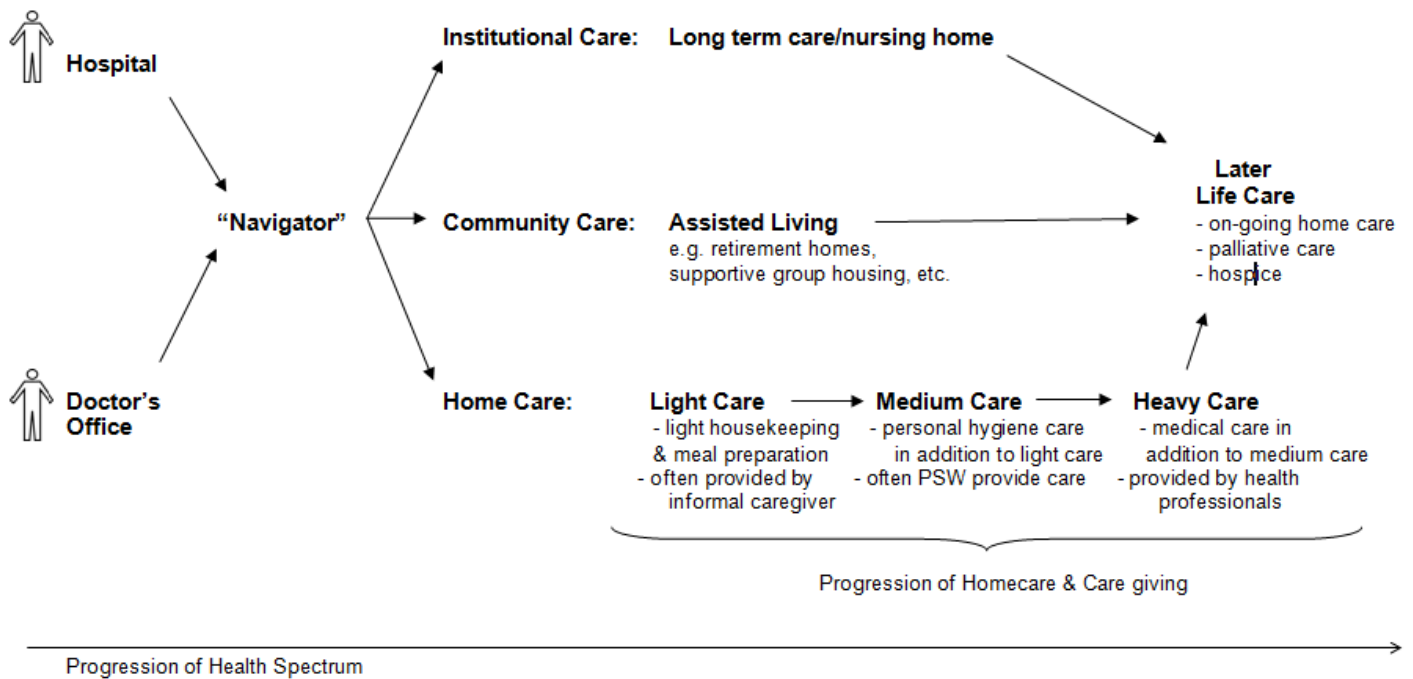 Hospital
Institutional Care: Long term care/nursing home
"Navigator"
Community Care: Assisted Living
e.g. retirement homes,
supportive group housing, etc.
Later
Life Care
- on-going home care
- palliative care
- hospice
Doctor's
Office
Home Care:
Light Care
- light housekeeping
& meal preparation
- often provided by
informal caregiver
Medium Care
- personal hygiene care
in addition to light care
- often PSW provide care
Heavy Care
- medical care in
addition to medium care
- provided by health
professionals
Progression of Homecare & Care giving
Progression of Health Spectrum